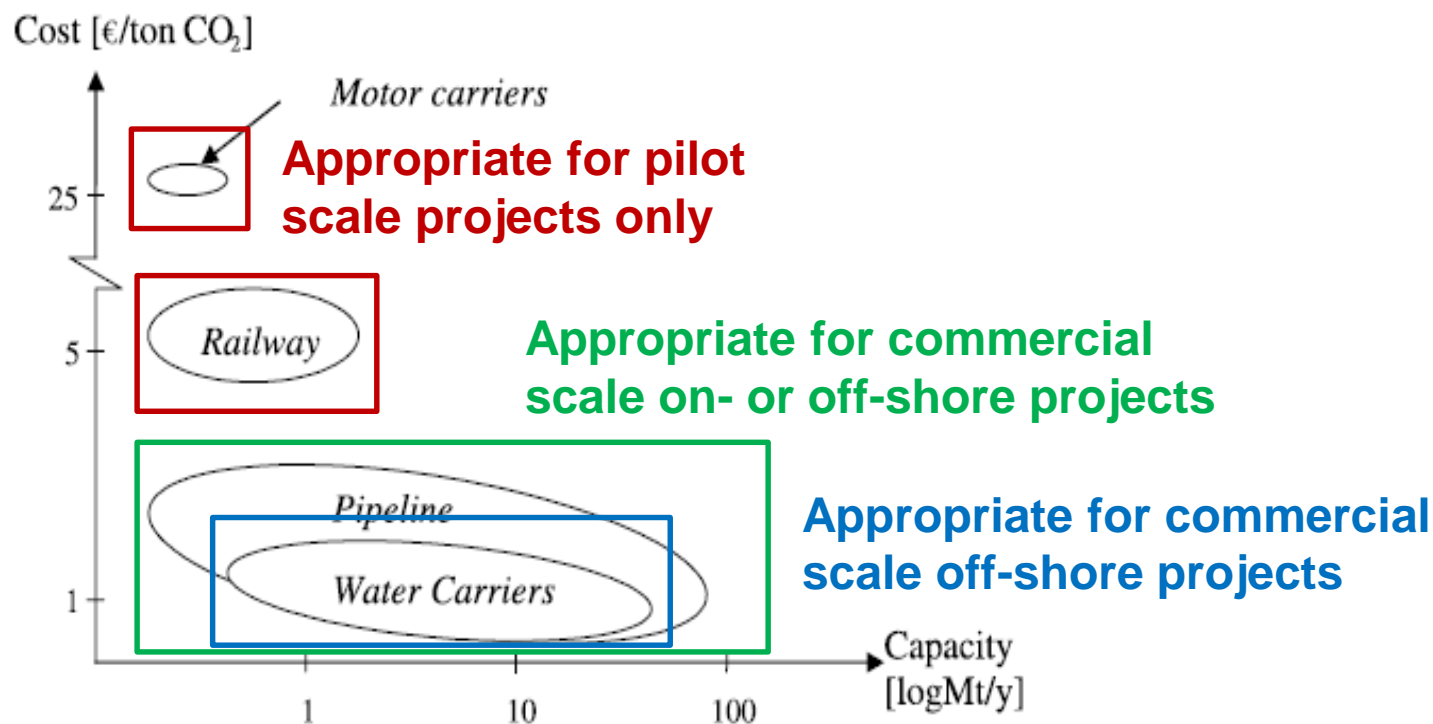 Cost [€/ton CO₂]
Motor carriers
Appropriate for pilot
scale projects only
25
Railway
5
Appropriate for commercial
scale on- or off-shore projects
Pipeline
Appropriate for commercial
scale off-shore projects
Water Carriers
1
Capacity
[logMt/y]
1 10 100